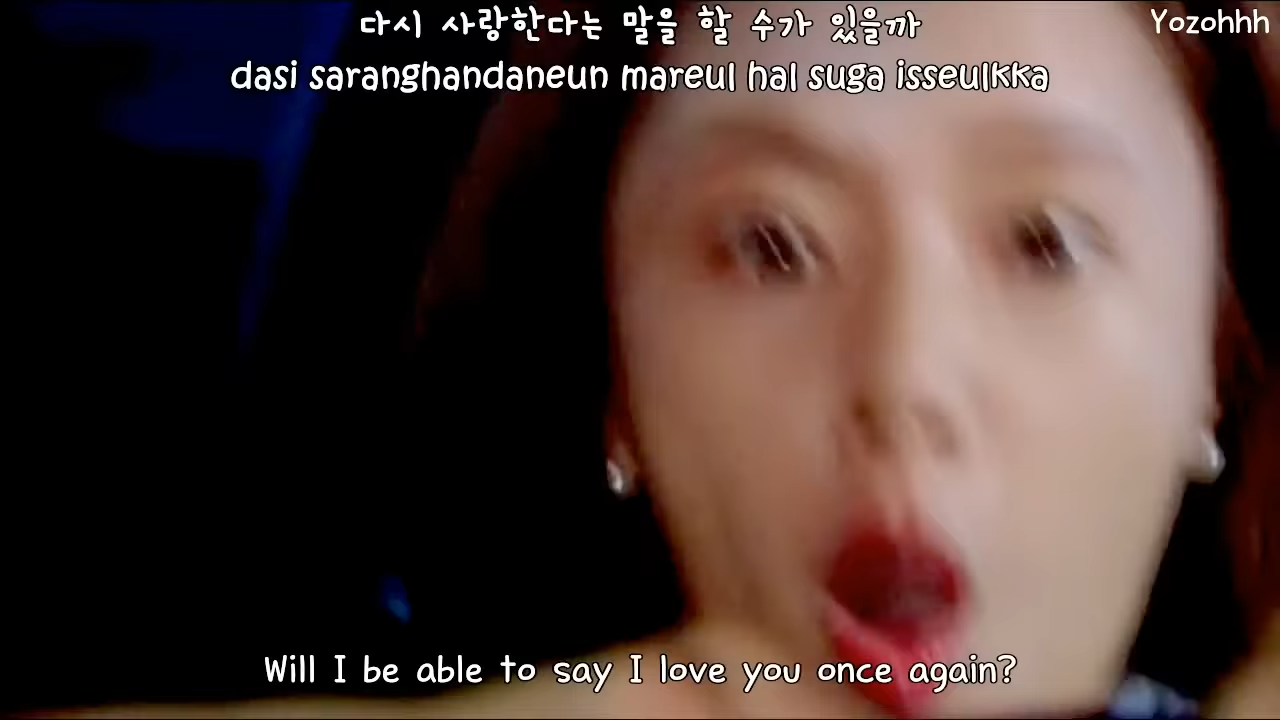 다시 사랑한다는 말을 할 수가 있을까
Yozohhh
dasi saranghandaneun mareul hal suga isseulkka
Will I be able to say I love you once again?